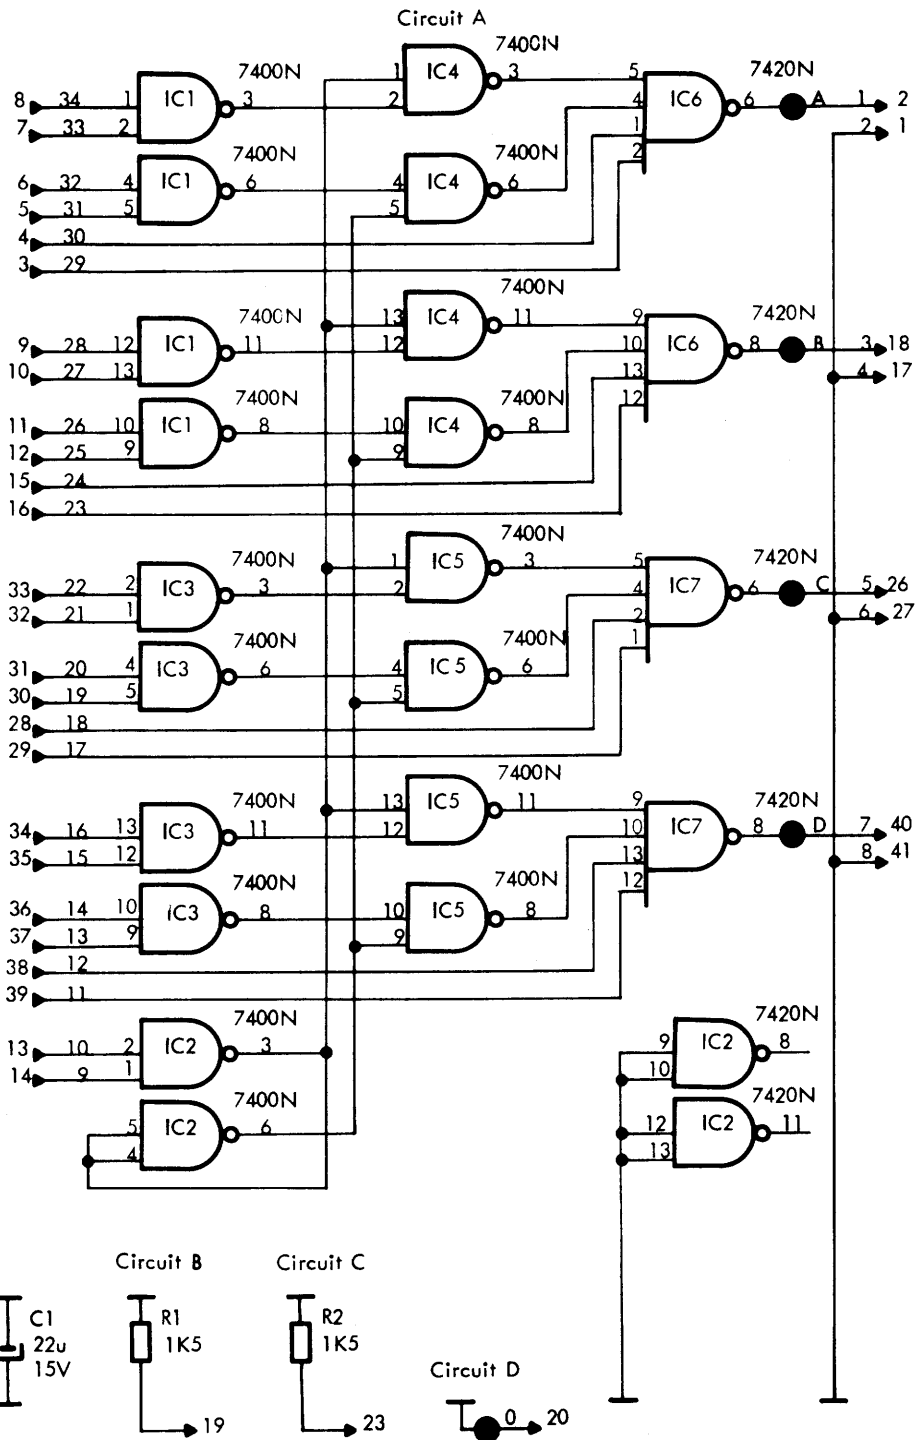 Circuit A
7400N 7400N 7420N
8 34 1 IC1 3 1 2 IC4 3 5 4 1 2 IC6 6 A 1 2
7 33 2 2 1
7400N 7400N
6 32 4 IC1 6 4 IC4 6
5 31 5 5
4 30
3 29
7400N 7400N 7420N
9 28 12 IC1 11 13 12 IC4 11 9 10 13 12 IC6 8 B 3 18
10 27 13 4 17
7400N 7400N
11 26 10 IC1 8 10 IC4 8
12 25 9 9
15 24
16 23
7400N 7400N 7420N
33 22 2 IC3 3 1 2 IC5 3 5 4 2 1 IC7 6 C 5 26
32 21 1 6 27
7400N 7400N
31 20 4 IC3 6 4 IC5 6
30 19 5 5
28 18
29 17
7400N 7400N 7420N
34 16 13 IC3 11 13 12 IC5 11 9 10 13 12 IC7 8 D 7 40
35 15 12 8 41
7400N 7400N
36 14 10 IC3 8 10 IC5 8
37 13 9 9
38 12
39 11
7400N 7420N
13 10 2 IC2 3 9 IC2 8
14 9 1 10
7400N 7420N
5 IC2 6 12 IC2 11
4 13
Circuit B Circuit C
C1 R1 R2
22u 1K5 1K5
15V
Circuit D
19 23 0 20